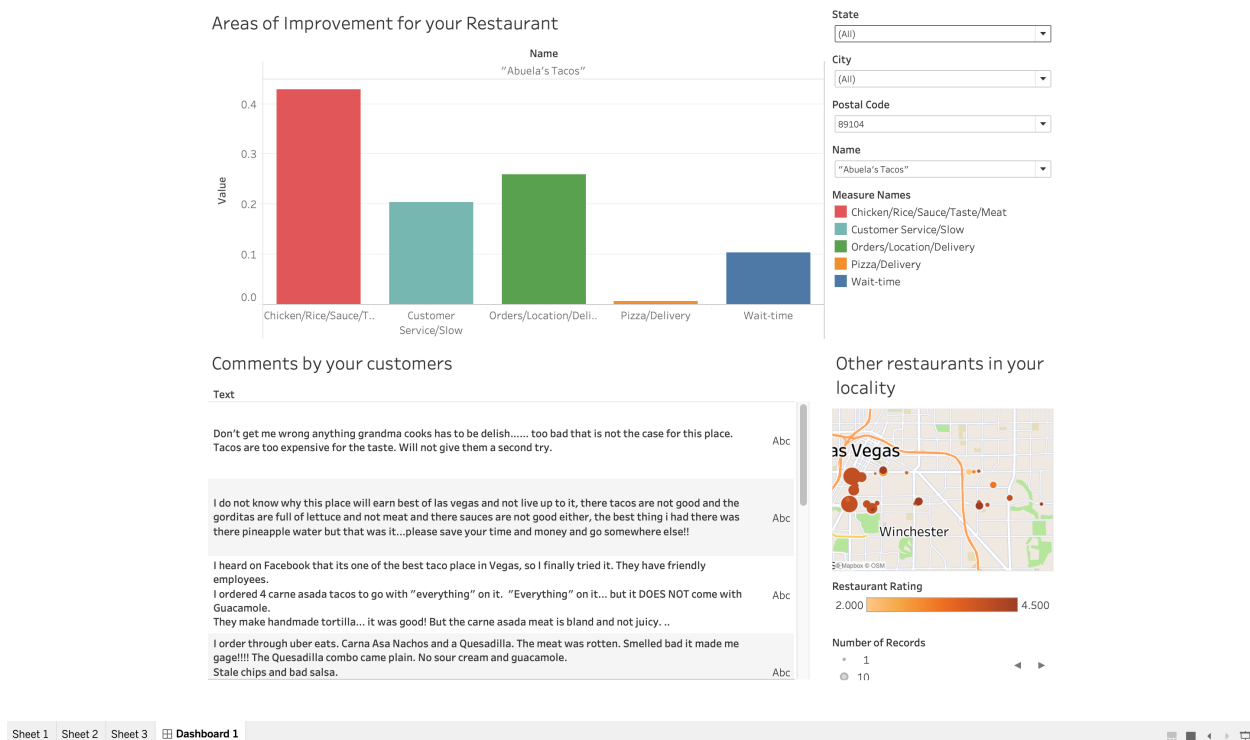 Areas of Improvement for your Restaurant
Name
"Abuela's Tacos"
Value
0.4
0.3
0.2
0.1
0.0
Chicken/Rice/Sauce/T..
Customer
Service/Slow
Orders/Location/Deli..
Pizza/Delivery
Wait-time
State
(All)
City
(All)
Postal Code
89104
Name
"Abuela's Tacos"
Measure Names
Chicken/Rice/Sauce/Taste/Meat
Customer Service/Slow
Orders/Location/Delivery
Pizza/Delivery
Wait-time
Comments by your customers
Text
Don't get me wrong anything grandma cooks has to be delish...... too bad that is not the case for this place.
Tacos are too expensive for the taste. Will not give them a second try.
Abc
I do not know why this place will earn best of las vegas and not live up to it, there tacos are not good and the
gorditas are full of lettuce and not meat and there sauces are not good either, the best thing i had there was
there pineapple water but that was it...please save your time and money and go somewhere else!!
Abc
I heard on Facebook that its one of the best taco place in Vegas, so I finally tried it. They have friendly
employees.
I ordered 4 carne asada tacos to go with "everything" on it.  "Everything" on it... but it DOES NOT come with
Guacamole.
They make handmade tortilla... it was good! But the carne asada meat is bland and not juicy. ..
Abc
I order through uber eats. Carna Asa Nachos and a Quesadilla. The meat was rotten. Smelled bad it made me
gage!!!! The Quesadilla combo came plain. No sour cream and guacamole.
Stale chips and bad salsa.
Abc
Other restaurants in your
locality
as Vegas
Winchester
© Mapbox © OSM
Restaurant Rating
2.000
4.500
Number of Records
1
10
Sheet 1
Sheet 2
Sheet 3
Dashboard 1